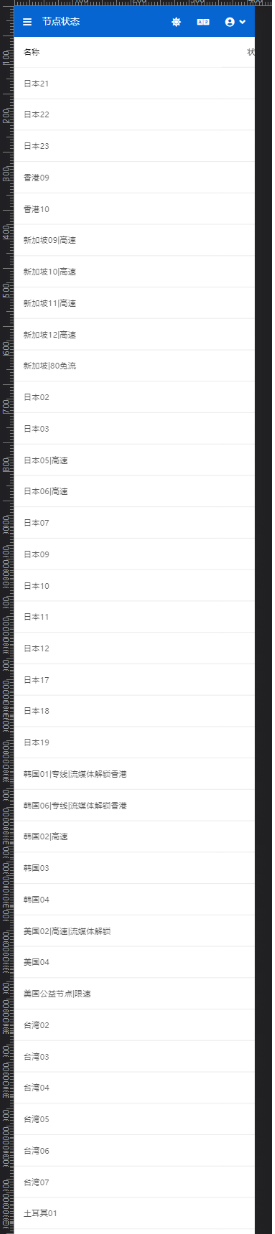 节点状态
名称 状
日本21
日本22
日本23
香港09
香港10
新加坡09|高速
新加坡10|高速
新加坡11|高速
新加坡12|高速
新加坡|80免流
日本02
日本03
日本05|高速
日本06|高速
日本07
日本09
日本10
日本11
日本12
日本17
日本18
日本19
韩国01|专线|流媒体解锁香港
韩国06|专线|流媒体解锁香港
韩国02|高速
韩国03
韩国04
美国02|高速|流媒体解锁
美国04
美国公益节点|限速
台湾02
台湾03
台湾04
台湾05
台湾06
台湾07
土耳其01